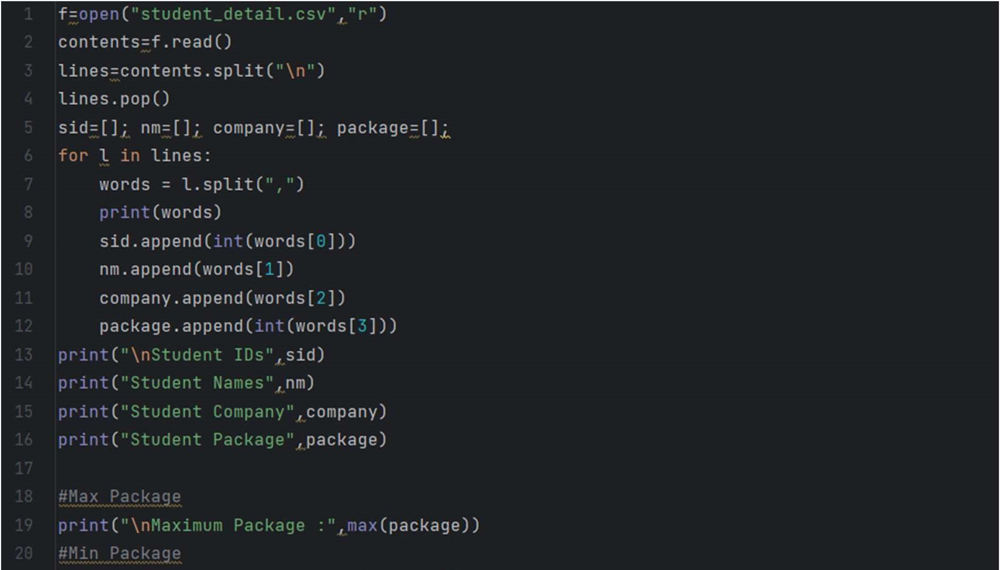 1 f=open("student_detail.csv","r")
2 contents=f.read()
3 lines=contents.split("\n")
4 lines.pop()
5 sid=[]; nm=[]; company=[]; package=[];
6 for l in lines:
7     words = l.split(",")
8     print(words)
9     sid.append(int(words[0]))
10     nm.append(words[1])
11     company.append(words[2])
12     package.append(int(words[3]))
13 print("\nStudent IDs",sid)
14 print("Student Names",nm)
15 print("Student Company",company)
16 print("Student Package",package)
17
18 #Max Package
19 print("\nMaximum Package :",max(package))
20 #Min Package